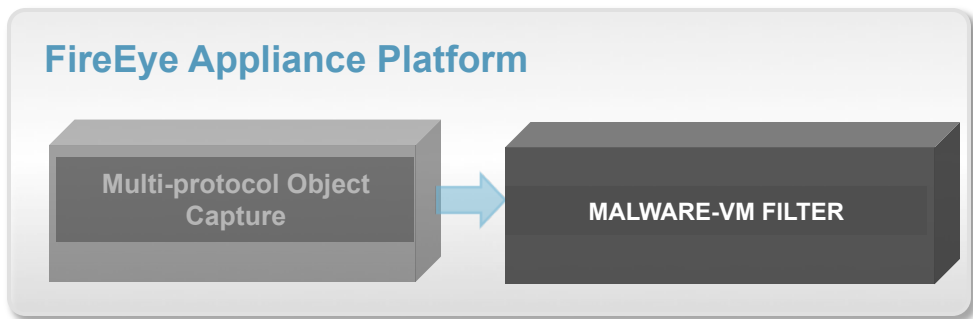 FireEye Appliance Platform
Multi-protocol Object
Capture
MALWARE-VM FILTER